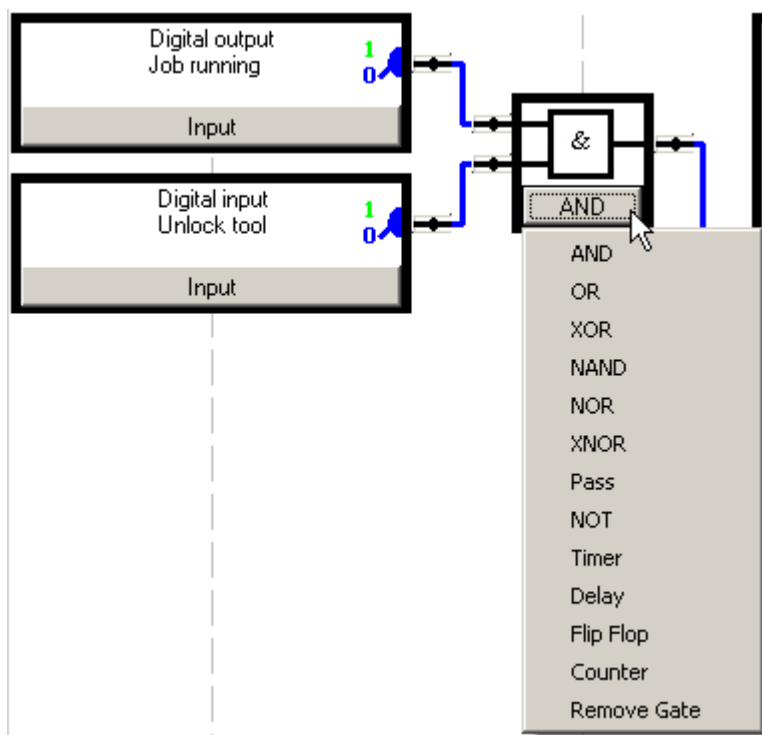 Digital output
Job running
1
0
Input
Digital input
Unlock tool
1
0
Input
&
AND
AND
OR
XOR
NAND
NOR
XNOR
Pass
NOT
Timer
Delay
Flip Flop
Counter
Remove Gate